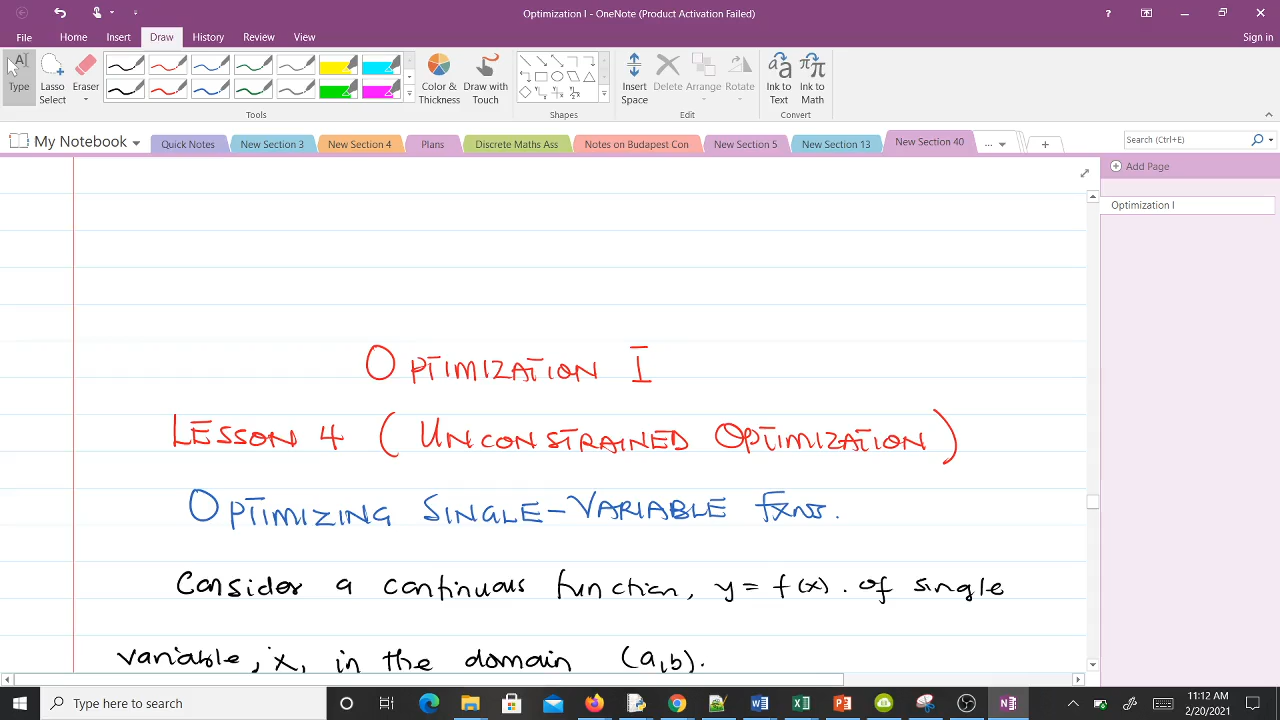 Optimization I - OneNote (Product Activation Failed)
Sign in
File Home Insert Draw History Review View
Type
Lasso Select
Eraser
Color & Thickness
Draw with Touch
Insert Space
Delete
Arrange
Rotate
Ink to Text
Ink to Math
Tools
Shapes
Edit
Convert
My Notebook
Quick Notes
New Section 3
New Section 4
Plans
Discrete Maths Ass
Notes on Budapest Con
New Section 5
New Section 13
New Section 40
...
Search (Ctrl+E)
Add Page
Optimization I
OPTIMIZATION I
LESSON 4 (UNCONSTRAINED OPTIMIZATION)
OPTIMIZING SINGLE-VARIABLE fxns.
Consider a continuous function, y = f(x). of single
variable, x, in the domain (a,b).
Type here to search
11:12 AM
2/20/2021